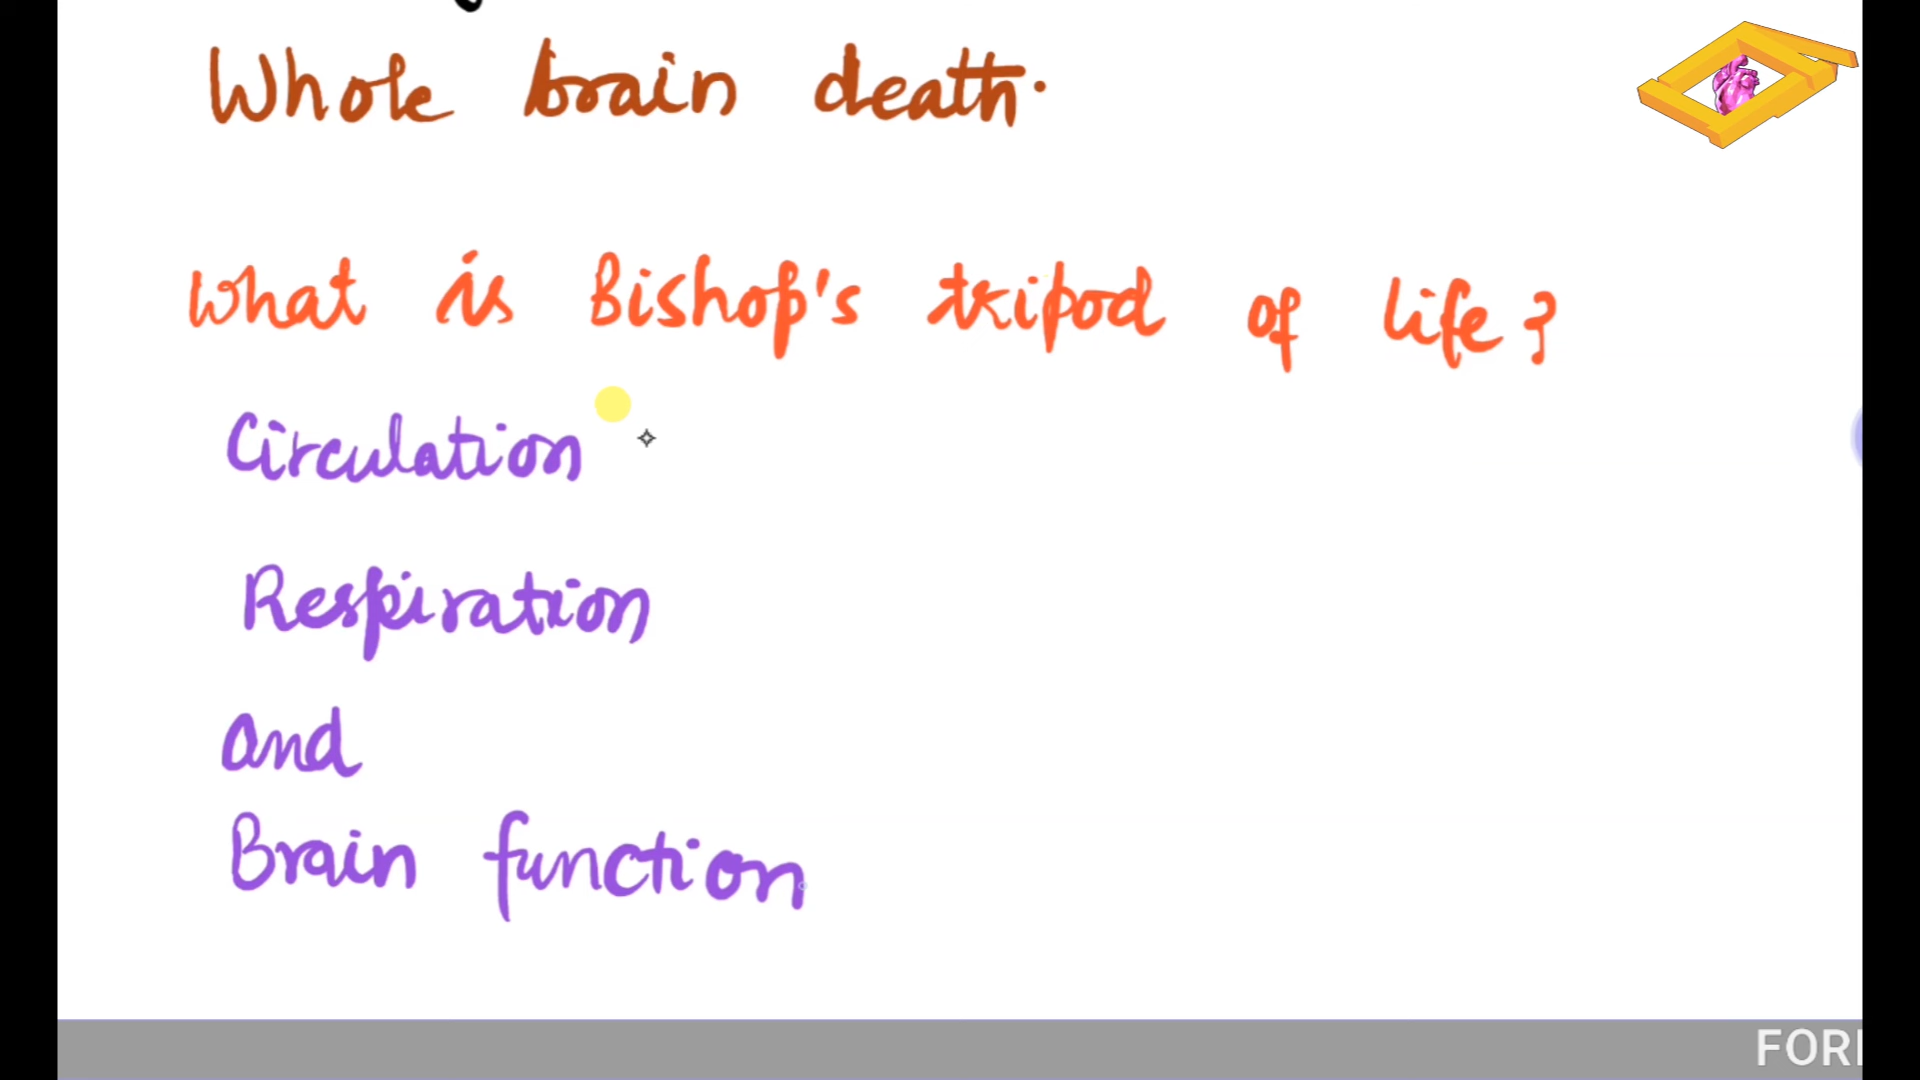 Whole brain death.
What is Bishop's tripod of life?
Circulation
Respiration
and
Brain function
FOR